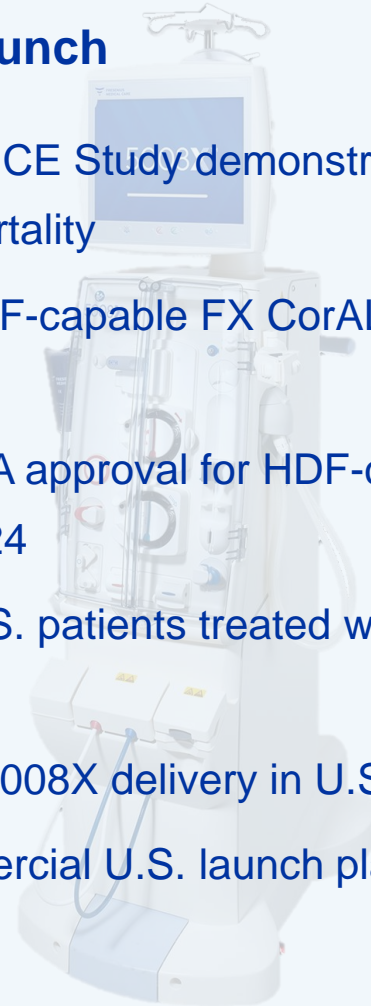 unch
CE Study demonstr
rtality
F-capable FX CorAL
A approval for HDF-c
24
S. patients treated w
008X delivery in U.S
ercial U.S. launch pla